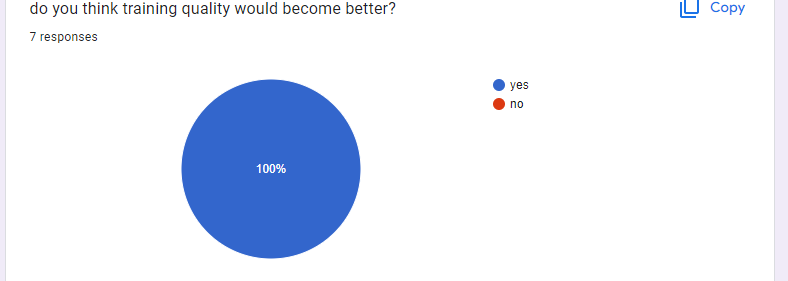 do you think training quality would become better?
Copy
7 responses
yes
no
100%